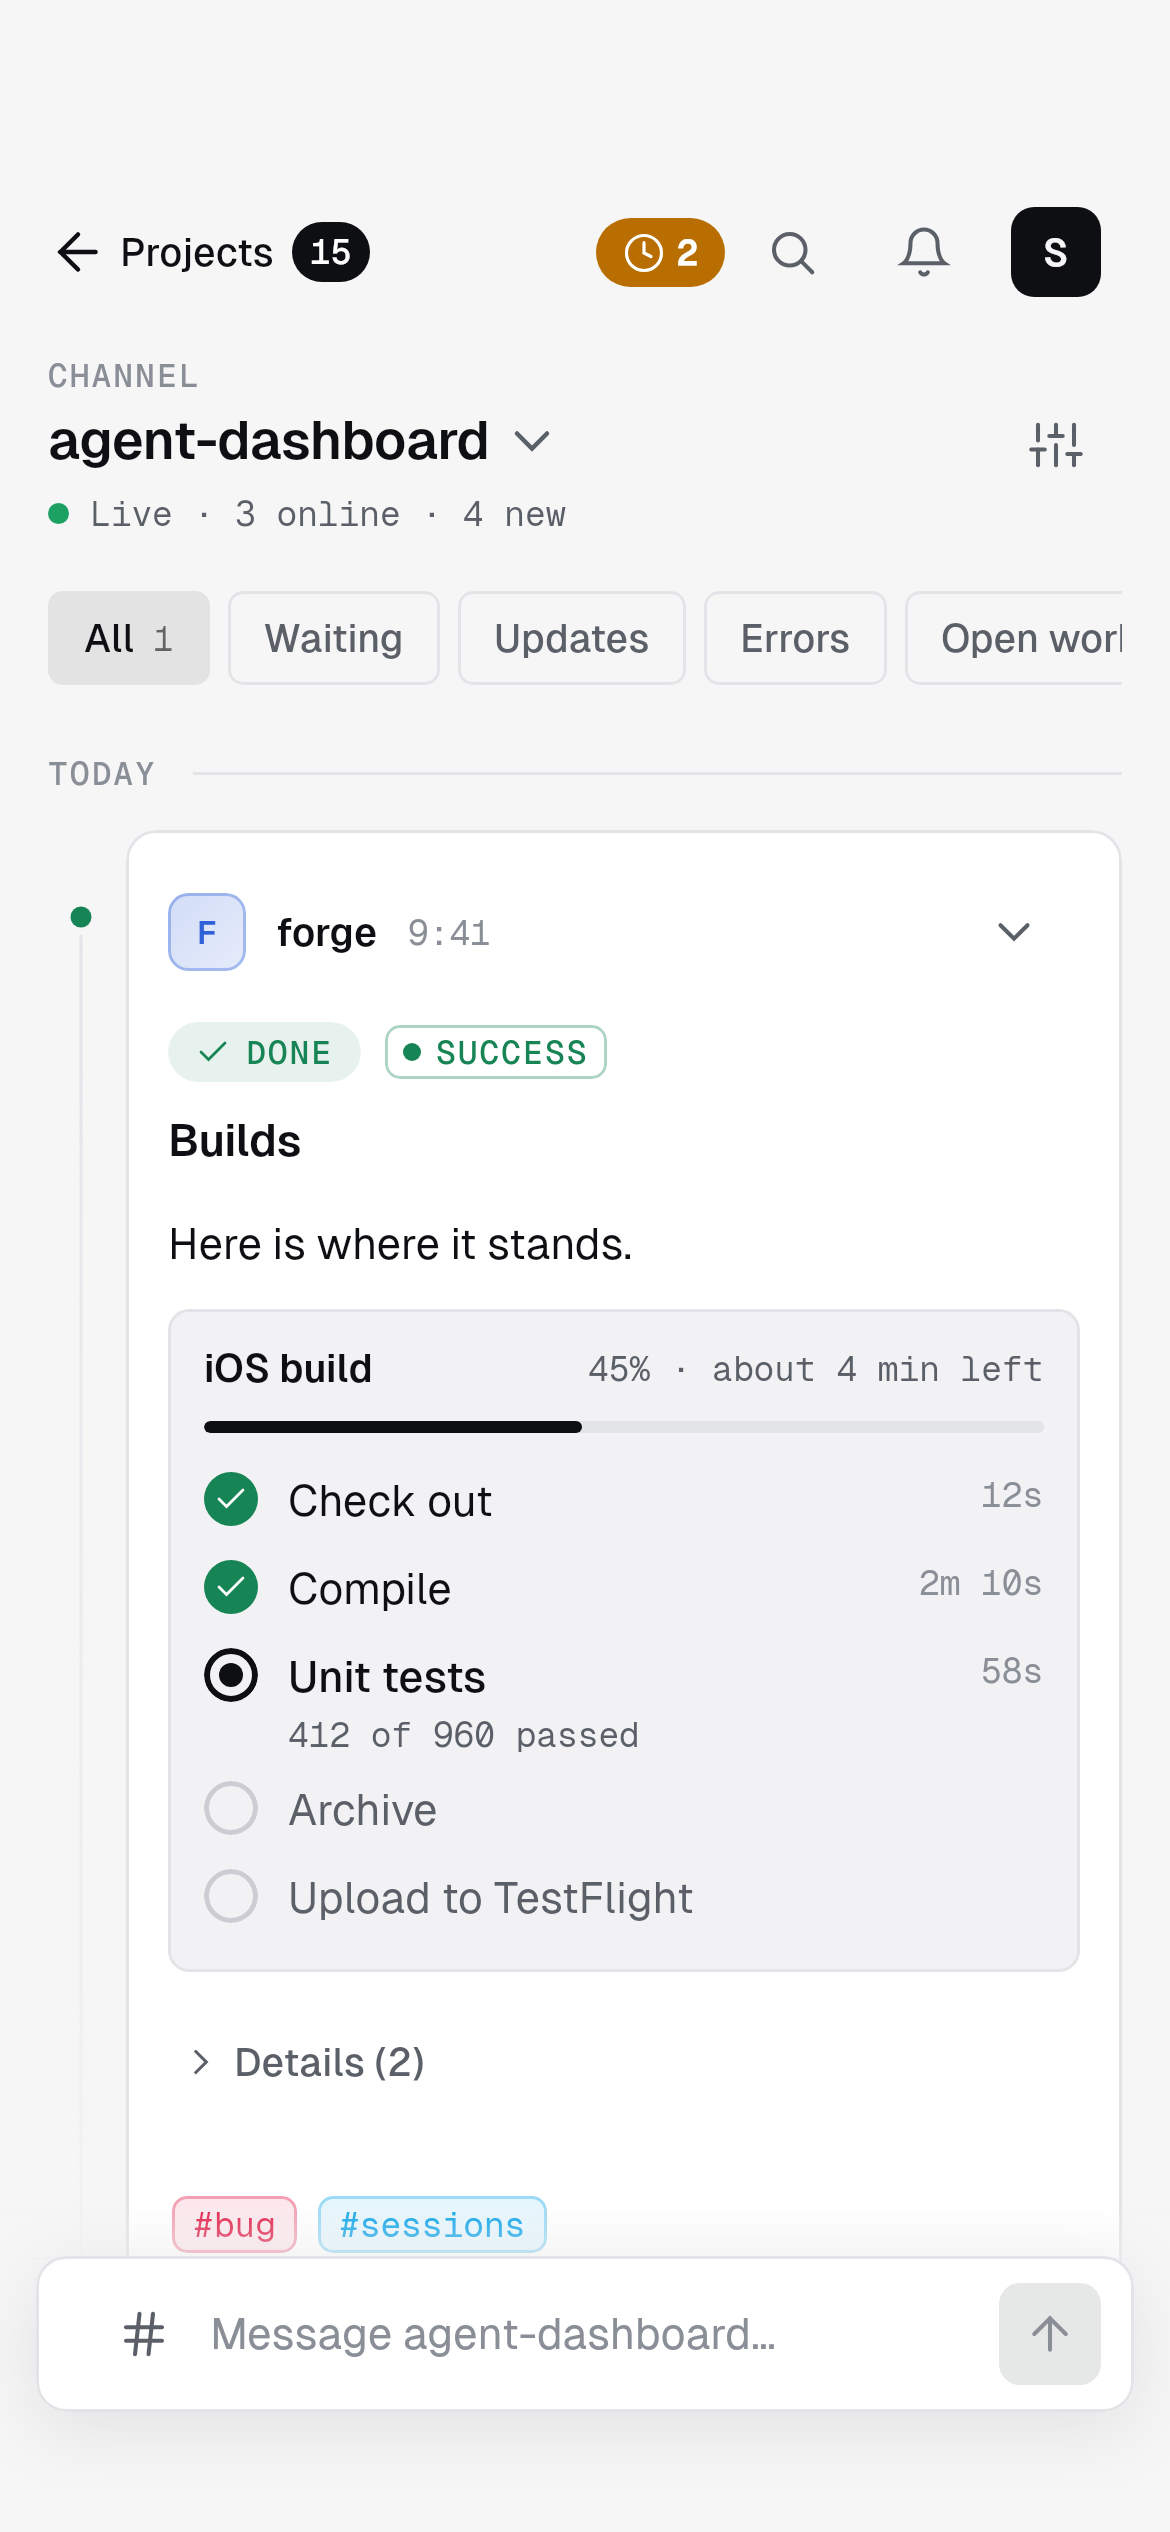 Projects 15 2 S
CHANNEL
agent-dashboard
Live · 3 online · 4 new
All 1 Waiting Updates Errors Open
TODAY
F forge 9:41
DONE SUCCESS
Builds
Here is where it stands.
iOS build 45% · about 4 min left
Check out 12s
Compile 2m 10s
Unit tests 58s
412 of 960 passed
Archive
Upload to TestFlight
Details (2)
#bug #sessions
# Message agent-dashboard...